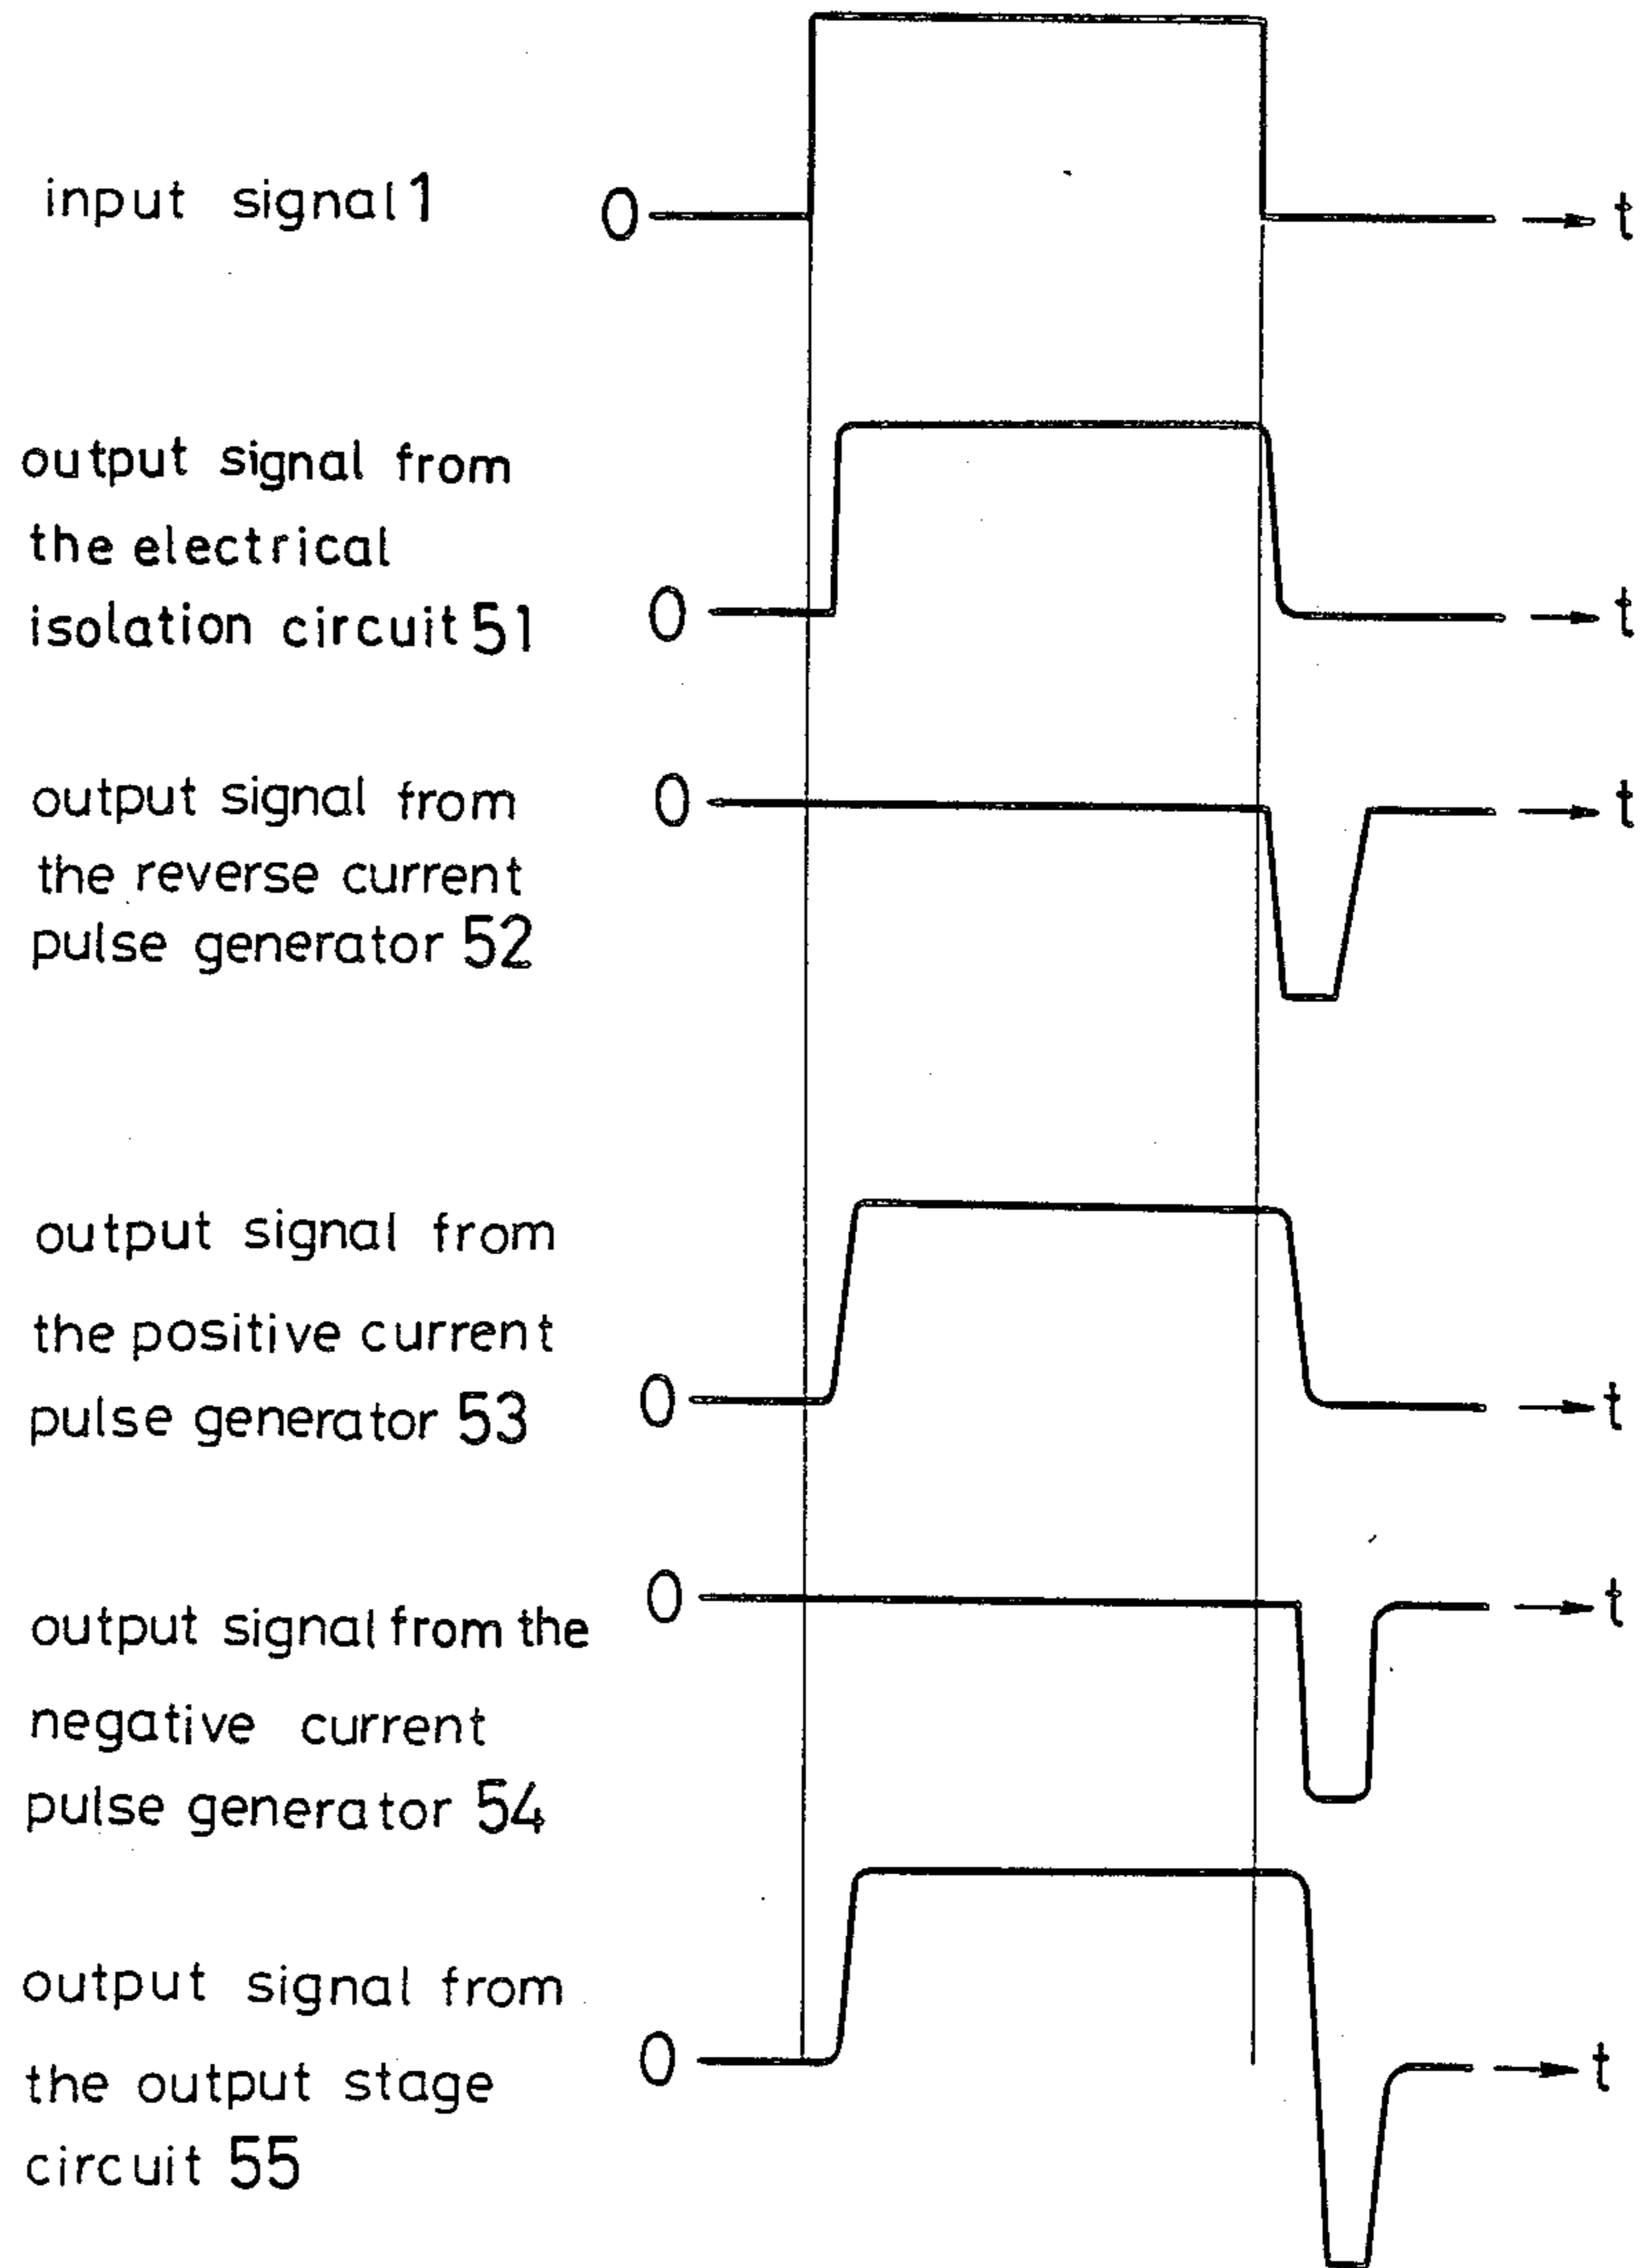 input signal 1
0
t
output signal from
the electrical
isolation circuit 51
0
t
output signal from
the reverse current
pulse generator 52
0
t
output signal from
the positive current
pulse generator 53
0
t
output signal from the
negative current
pulse generator 54
0
t
output signal from
the output stage
circuit 55
0
t